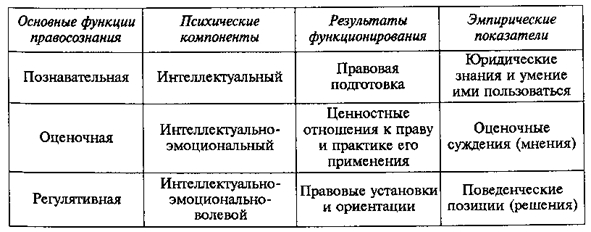 Основные функции правосознания | Психические компоненты | Результаты функционирования | Эмпирические показатели
Познавательная | Интеллектуальный | Правовая подготовка | Юридические знания и умение ими пользоваться
Оценочная | Интеллектуально-эмоциональный | Ценностные отношения к праву и практике его применения | Оценочные суждения (мнения)
Регулятивная | Интеллектуально-эмоционально-волевой | Правовые установки и ориентации | Поведенческие позиции (решения)